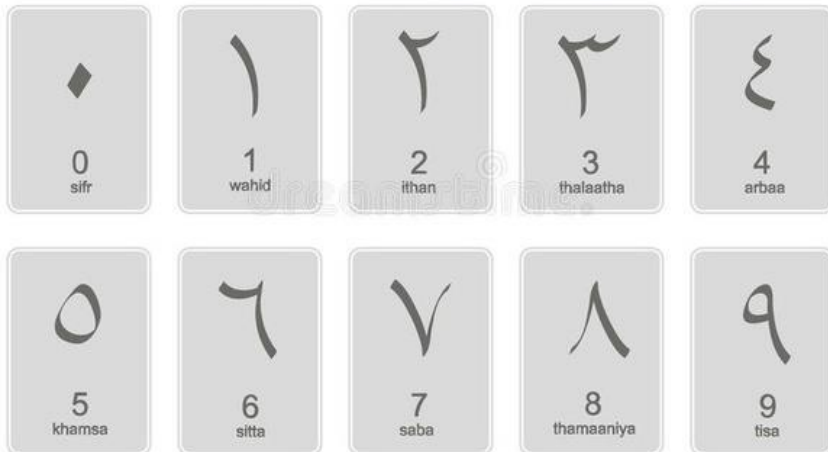 ٠ ١ ٢ ٣ ٤
0 1 2 3 4
sifr wahid ithan thalaatha arbaa
dreamstime.
٥ ٦ ٧ ٨ ٩
5 6 7 8 9
khamsa sitta saba thamaaniya tisa